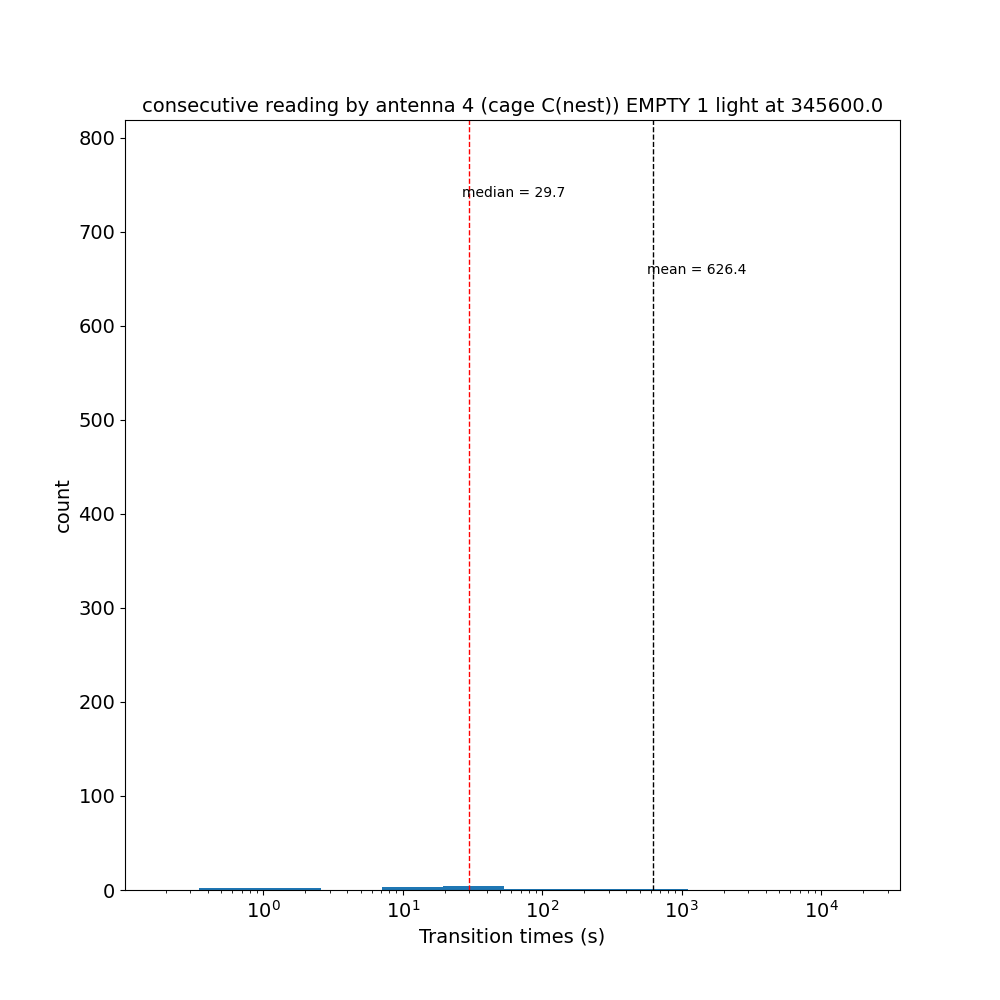 consecutive reading by antenna 4 (cage C(nest)) EMPTY 1 light at 345600.0
800
700
600
500
400
300
200
100
0
count
median = 29.7
mean = 626.4
10⁰ 10¹ 10² 10³ 10⁴
Transition times (s)